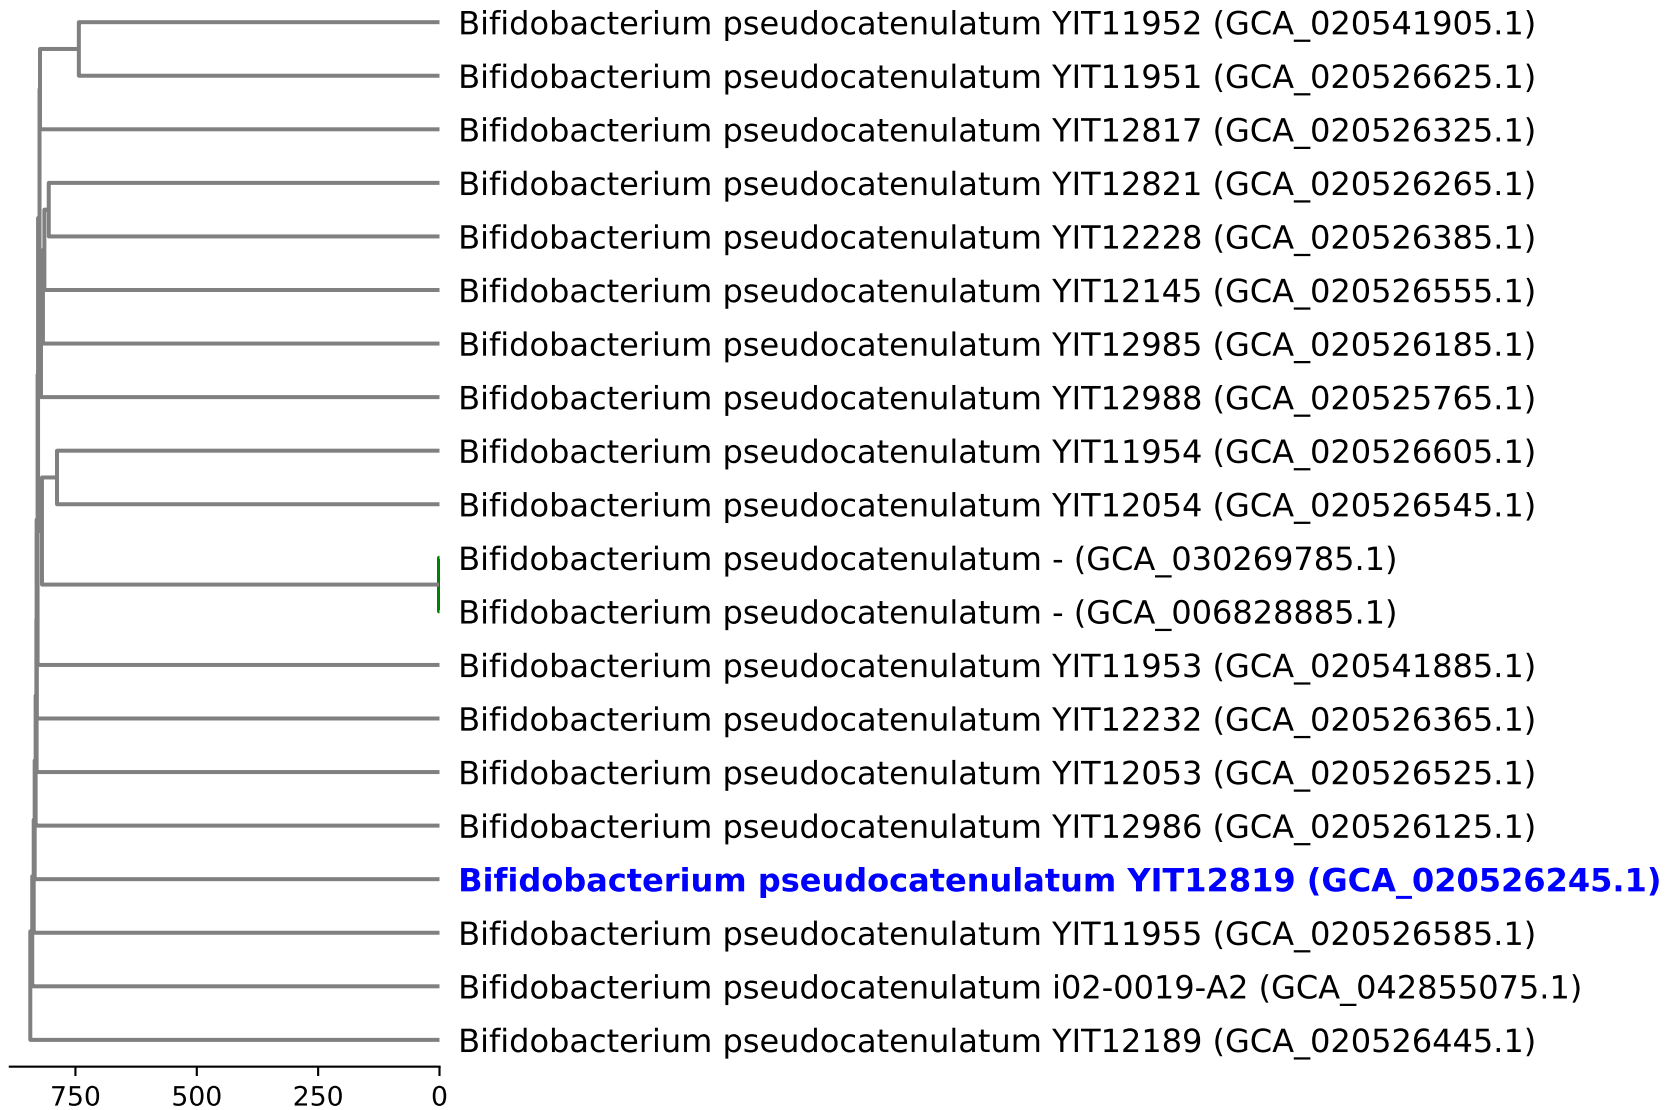 Bifidobacterium pseudocatenulatum YIT11952 (GCA_020541905.1)
Bifidobacterium pseudocatenulatum YIT11951 (GCA_020526625.1)
Bifidobacterium pseudocatenulatum YIT12817 (GCA_020526325.1)
Bifidobacterium pseudocatenulatum YIT12821 (GCA_020526265.1)
Bifidobacterium pseudocatenulatum YIT12228 (GCA_020526385.1)
Bifidobacterium pseudocatenulatum YIT12145 (GCA_020526555.1)
Bifidobacterium pseudocatenulatum YIT12985 (GCA_020526185.1)
Bifidobacterium pseudocatenulatum YIT12988 (GCA_020525765.1)
Bifidobacterium pseudocatenulatum YIT11954 (GCA_020526605.1)
Bifidobacterium pseudocatenulatum YIT12054 (GCA_020526545.1)
Bifidobacterium pseudocatenulatum - (GCA_030269785.1)
Bifidobacterium pseudocatenulatum - (GCA_006828885.1)
Bifidobacterium pseudocatenulatum YIT11953 (GCA_020541885.1)
Bifidobacterium pseudocatenulatum YIT12232 (GCA_020526365.1)
Bifidobacterium pseudocatenulatum YIT12053 (GCA_020526525.1)
Bifidobacterium pseudocatenulatum YIT12986 (GCA_020526125.1)
Bifidobacterium pseudocatenulatum YIT12819 (GCA_020526245.1)
Bifidobacterium pseudocatenulatum YIT11955 (GCA_020526585.1)
Bifidobacterium pseudocatenulatum i02-0019-A2 (GCA_042855075.1)
Bifidobacterium pseudocatenulatum YIT12189 (GCA_020526445.1)
750 500 250 0